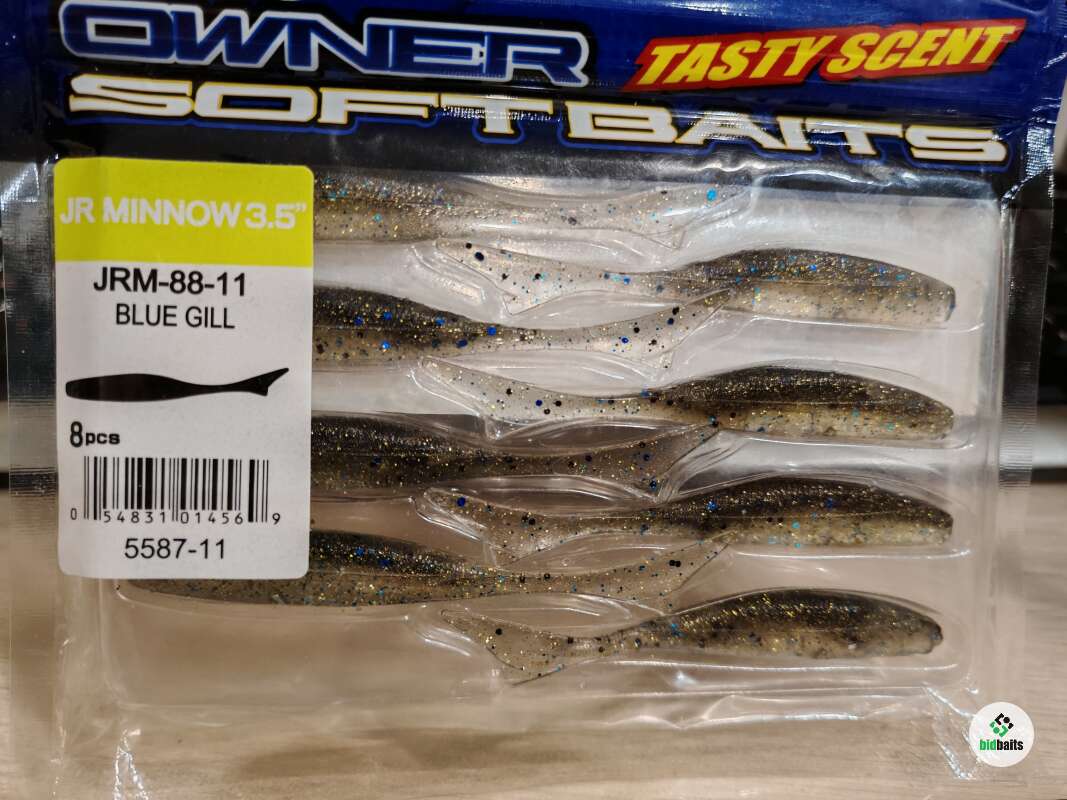 OWNER
TASTY SCENT
SOFTBAITS
JR MINNOW 3.5”
JRM-88-11
BLUE GILL
8pcs
0 54831 01456 9
5587-11
bidbaits